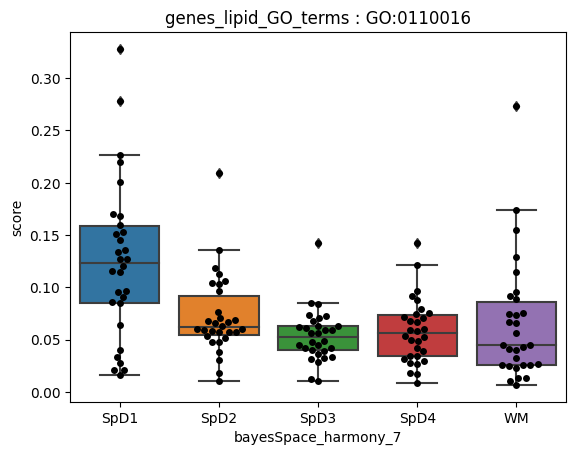 genes_lipid_GO_terms : GO:0110016
score
0.30
0.25
0.20
0.15
0.10
0.05
0.00
SpD1 SpD2 SpD3 SpD4 WM
bayesSpace_harmony_7